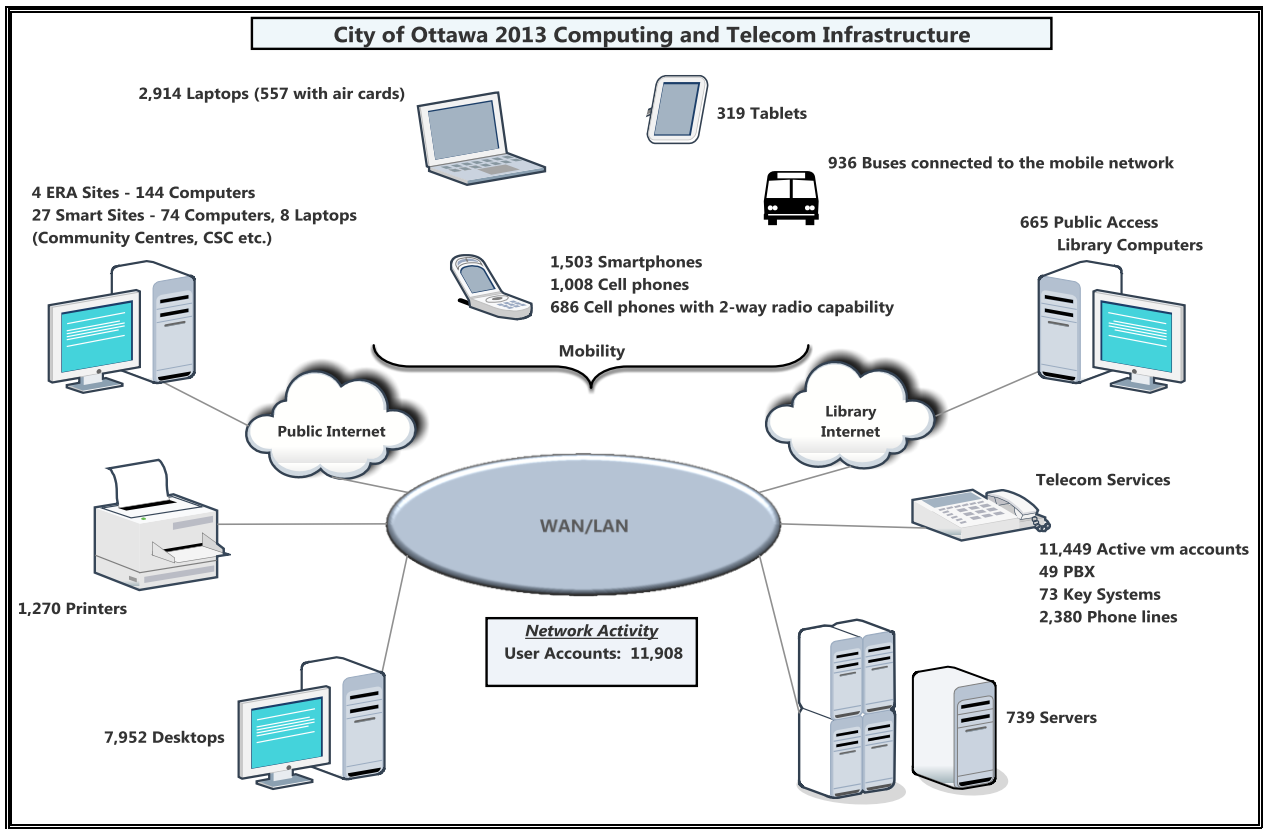 City of Ottawa 2013 Computing and Telecom Infrastructure
2,914 Laptops (557 with air cards)
319 Tablets
936 Buses connected to the mobile network
4 ERA Sites - 144 Computers
27 Smart Sites - 74 Computers, 8 Laptops
(Community Centres, CSC etc.)
665 Public Access
Library Computers
1,503 Smartphones
1,008 Cell phones
686 Cell phones with 2-way radio capability
Mobility
Public Internet
Library
Internet
WAN/LAN
Telecom Services
11,449 Active vm accounts
49 PBX
73 Key Systems
2,380 Phone lines
1,270 Printers
Network Activity
User Accounts: 11,908
7,952 Desktops
739 Servers